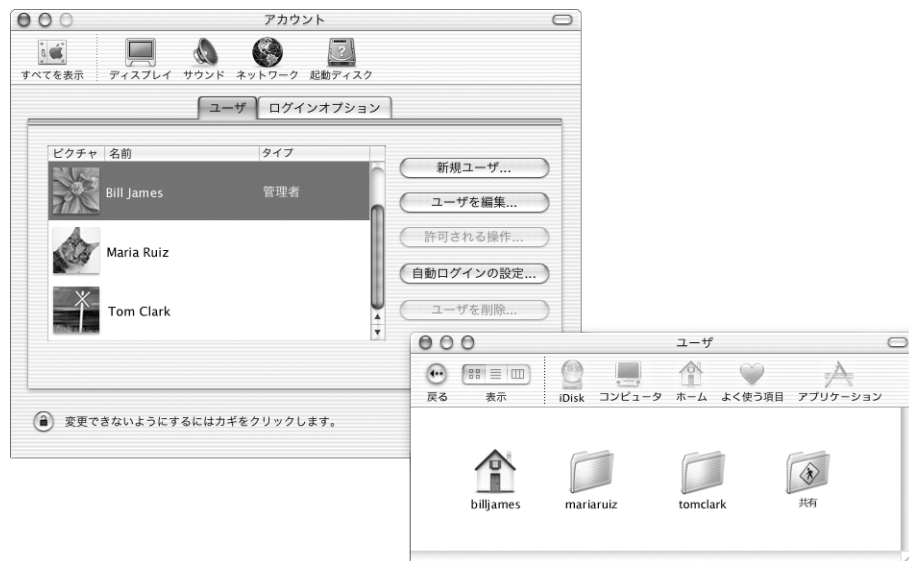 アカウント
すべてを表示 ディスプレイ サウンド ネットワーク 起動ディスク
ユーザ ログインオプション
ピクチャ 名前 タイプ
Bill James 管理者
Maria Ruiz
Tom Clark
新規ユーザ...
ユーザを編集...
許可される操作...
自動ログインの設定...
ユーザを削除...
変更できないようにするにはカギをクリックします。
ユーザ
戻る 表示 iDisk コンピュータ ホーム よく使う項目 アプリケーション
billjames mariaruiz tomclark 共有